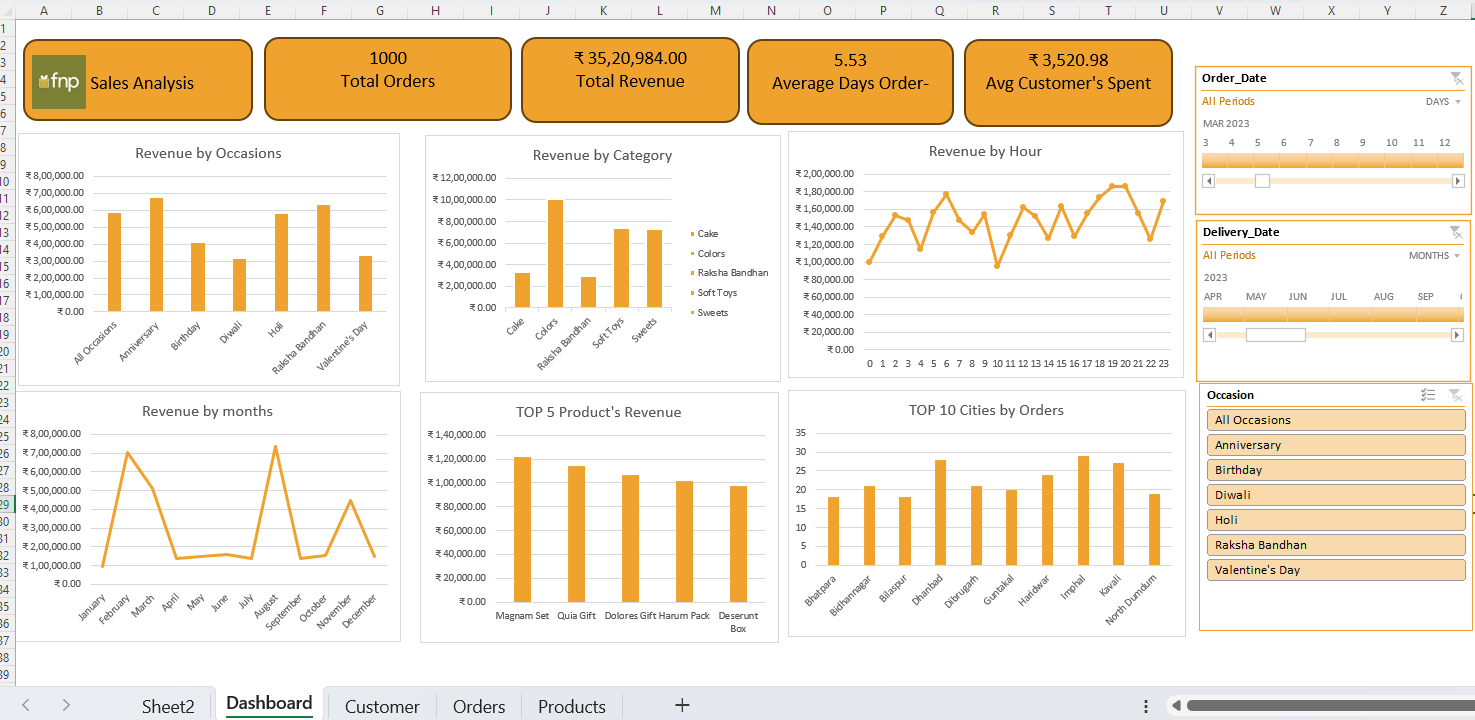 A B C D E F G H I J K L M N O P Q R S T U V W X Y Z
fnp Sales Analysis
1000
Total Orders
₹ 35,20,984.00
Total Revenue
5.53
Average Days Order-
₹ 3,520.98
Avg Customer's Spent
Order_Date
All Periods DAYS
MAR 2023
3 4 5 6 7 8 9 10 11 12
Delivery_Date
All Periods MONTHS
2023
APR MAY JUN JUL AUG SEP
Occasion
All Occasions
Anniversary
Birthday
Diwali
Holi
Raksha Bandhan
Valentine's Day
Revenue by Occasions
₹ 8,00,000.00
₹ 7,00,000.00
₹ 6,00,000.00
₹ 5,00,000.00
₹ 4,00,000.00
₹ 3,00,000.00
₹ 2,00,000.00
₹ 1,00,000.00
₹ 0.00
All Occasions
Anniversary
Birthday
Diwali
Holi
Raksha Bandhan
Valentine's Day
Revenue by Category
₹ 12,00,000.00
₹ 10,00,000.00
₹ 8,00,000.00
₹ 6,00,000.00
₹ 4,00,000.00
₹ 2,00,000.00
₹ 0.00
Cake
Colors
Raksha Bandhan
Soft Toys
Sweets
Cake
Colors
Raksha Bandhan
Soft Toys
Sweets
Revenue by Hour
₹ 2,00,000.00
₹ 1,80,000.00
₹ 1,60,000.00
₹ 1,40,000.00
₹ 1,20,000.00
₹ 1,00,000.00
₹ 80,000.00
₹ 60,000.00
₹ 40,000.00
₹ 20,000.00
₹ 0.00
0 1 2 3 4 5 6 7 8 9 10 11 12 13 14 15 16 17 18 19 20 21 22 23
Revenue by months
₹ 8,00,000.00
₹ 7,00,000.00
₹ 6,00,000.00
₹ 5,00,000.00
₹ 4,00,000.00
₹ 3,00,000.00
₹ 2,00,000.00
₹ 1,00,000.00
₹ 0.00
January
February
March
April
May
June
July
August
September
October
November
December
TOP 5 Product's Revenue
₹ 1,40,000.00
₹ 1,20,000.00
₹ 1,00,000.00
₹ 80,000.00
₹ 60,000.00
₹ 40,000.00
₹ 20,000.00
₹ 0.00
Magnam Set Quia Gift Dolores Gift Harum Pack Deserunt
Box
TOP 10 Cities by Orders
35
30
25
20
15
10
5
0
Bhatpara
Bidhannagar
Bilaspur
Dhanbad
Dibrugarh
Guntakal
Haridwar
Imphal
Kavali
North Dumdum
Sheet2 Dashboard Customer Orders Products